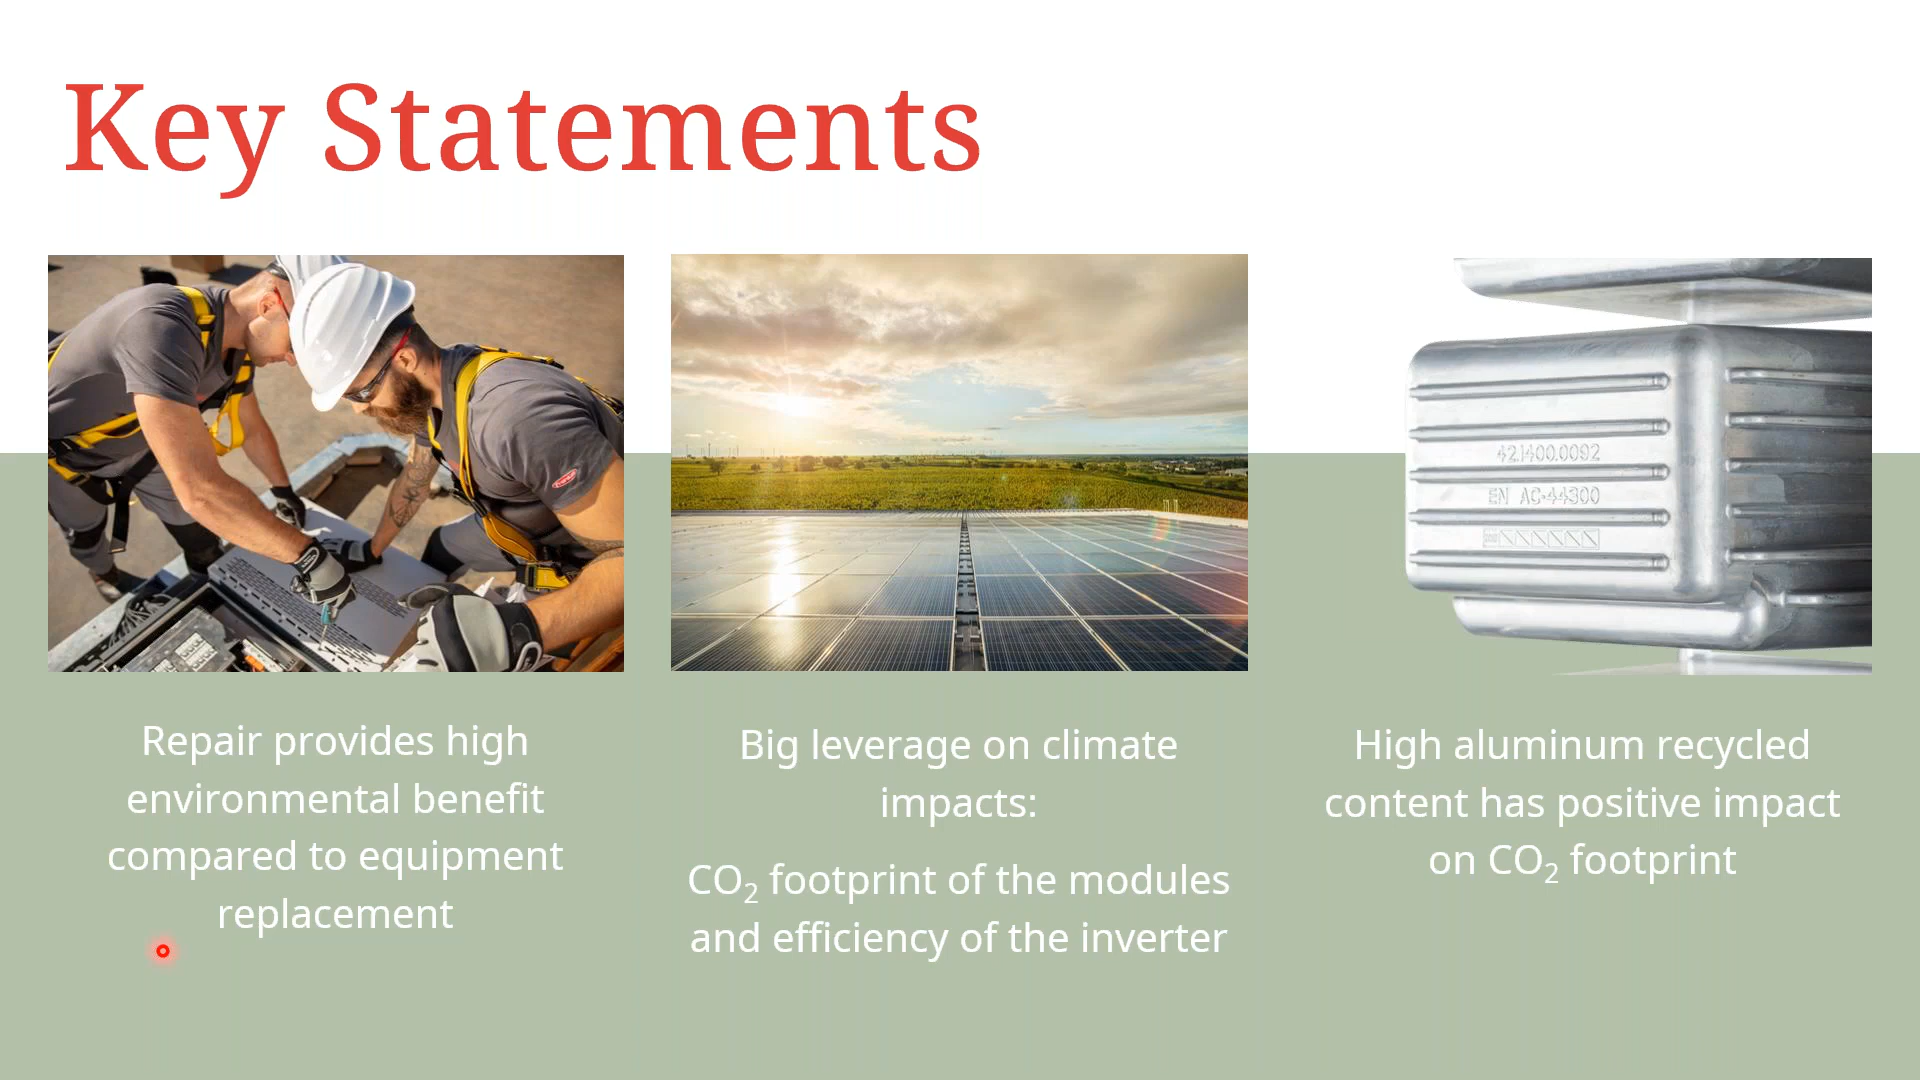 Key Statements
Repair provides high
environmental benefit
compared to equipment
replacement
Big leverage on climate
impacts:
CO₂ footprint of the modules
and efficiency of the inverter
42.1400.0092
EN AC-44300
High aluminum recycled
content has positive impact
on CO₂ footprint